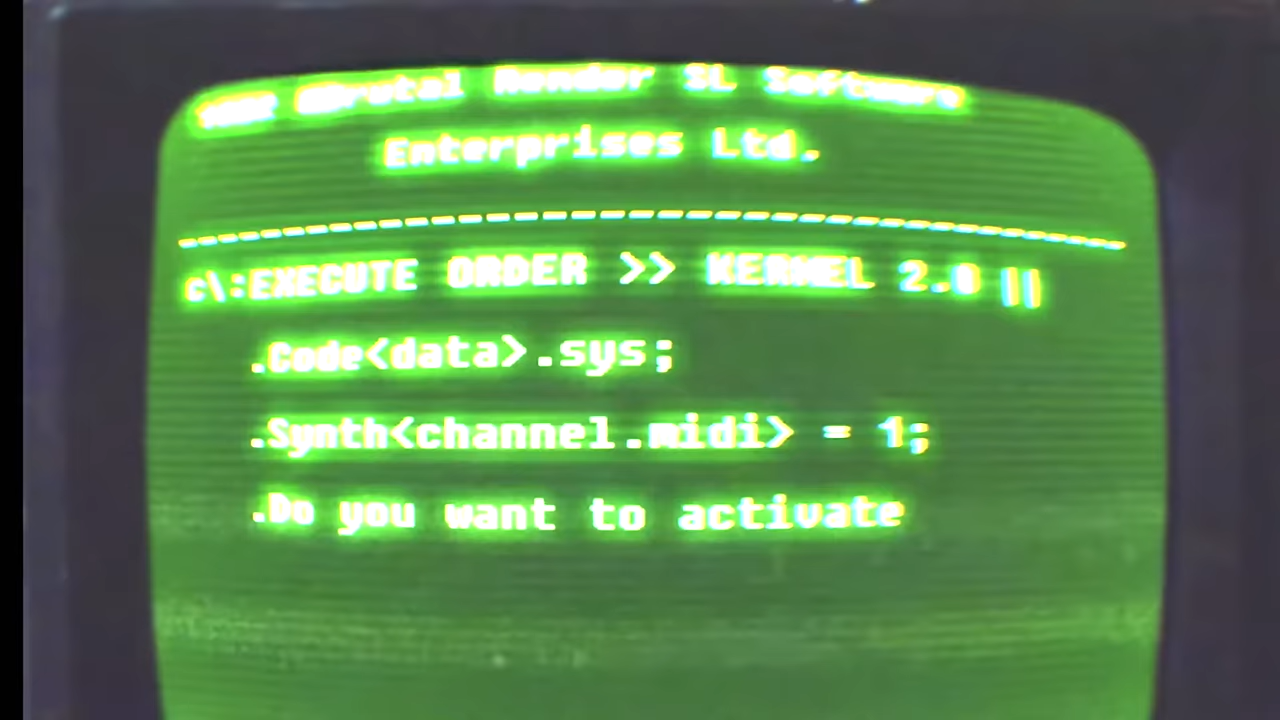 Render SL Software
Enterprises Ltd.
-----------------------------------------
c\:EXECUTE ORDER >> KERNEL 2.0 ||
.Code<data>.sys;
.Synth<channel.midi> = 1;
.Do you want to activate